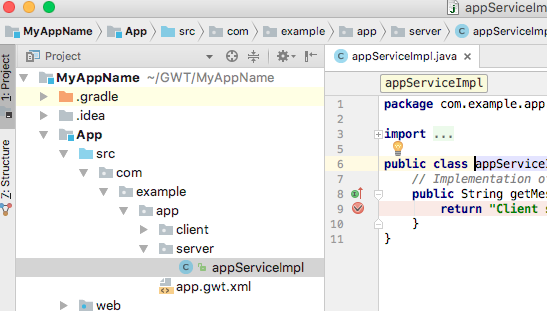 appServiceIm
MyAppName App src com example app server appServiceImp
Project
appServiceImpl.java
1: Project
7: Structure
MyAppName ~/GWT/MyAppName
.gradle
.idea
App
src
com
example
app
client
server
appServiceImpl
app.gwt.xml
web
appServiceImpl
1 package com.example.app
2
3 import ...
5
6 public class appServiceI
7 // Implementation o
8 public String getMes
9 return "Client s
10 }
11 }